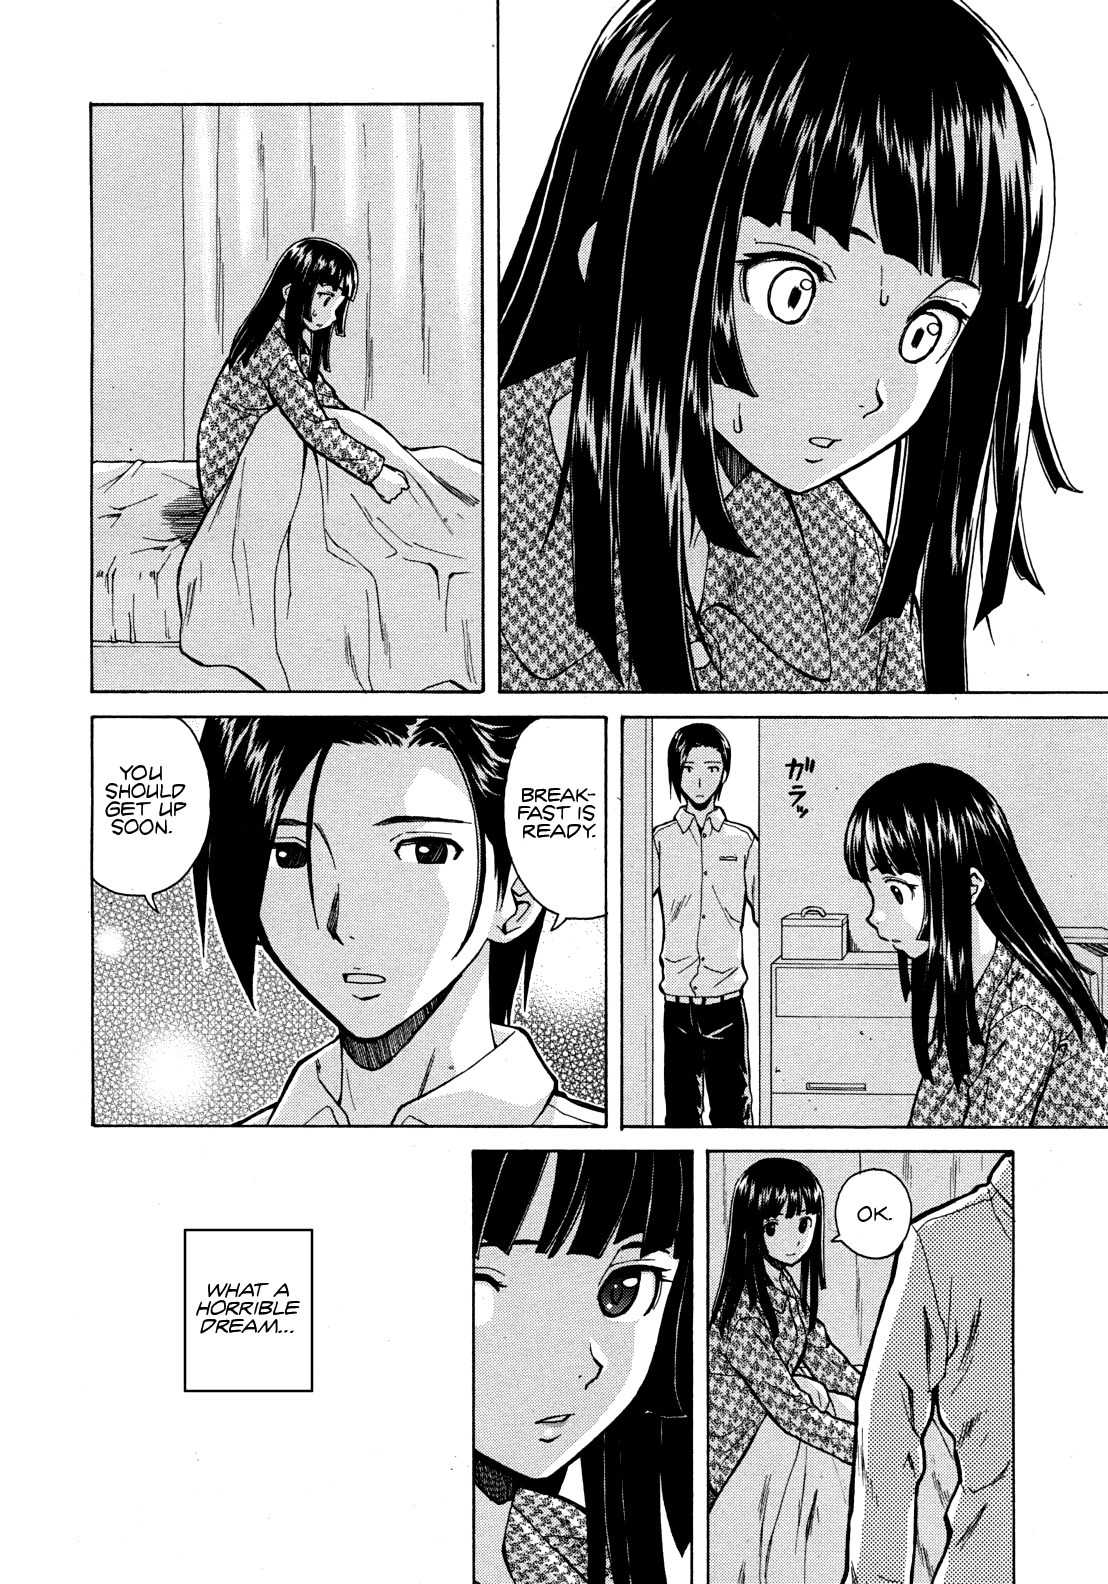 ガラッ
BREAK-
FAST IS
READY.
YOU
SHOULD
GET UP
SOON.
OK.
WHAT A
HORRIBLE
DREAM...